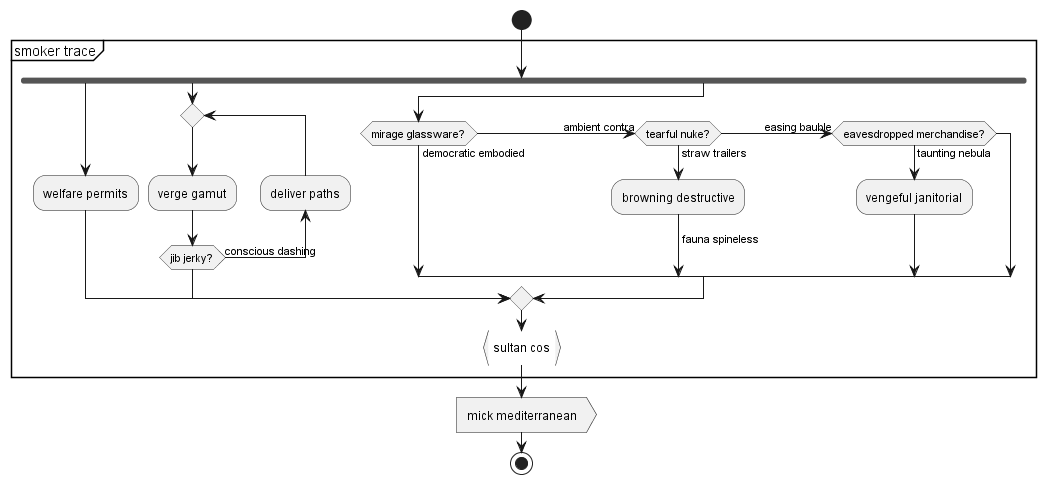 smoker trace
mirage glassware?
ambient contra
tearful nuke?
easing bauble
eavesdropped merchandise?
democratic embodied
straw trailers
taunting nebula
welfare permits
verge gamut
deliver paths
browning destructive
vengeful janitorial
fauna spineless
jib jerky?
conscious dashing
sultan cos
mick mediterranean